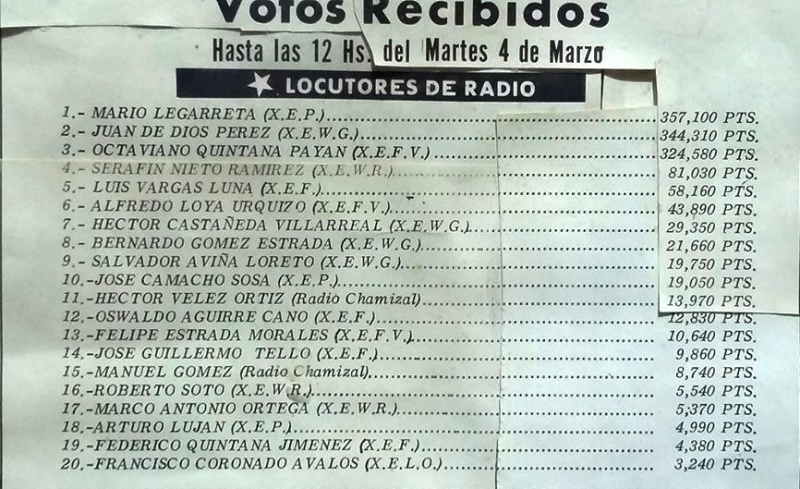 Votos Recibidos
Hasta las 12 Hs. del Martes 4 de Marzo
★ LOCUTORES DE RADIO
1.- MARIO LEGARRETA (X.E.P.)................ 357,100 PTS.
2.- JUAN DE DIOS PEREZ (X.E.W.G.)................ 344,310 PTS.
3.- OCTAVIANO QUINTANA PAYAN (X.E.F.V.)................ 324,580 PTS.
4.- SERAFIN NIETO RAMIREZ (X.E.W.R.)................ 81,030 PTS.
5.- LUIS VARGAS LUNA (X.E.F.)................ 58,160 PTS.
6.- ALFREDO LOYA URQUIZO (X.E.F.V.)................ 43,890 PTS.
7.- HECTOR CASTAÑEDA VILLARREAL (X.E.W.G.)................ 29,350 PTS.
8.- BERNARDO GOMEZ ESTRADA (X.E.W.G.)................ 21,660 PTS.
9.- SALVADOR AVIÑA LORETO (X.E.W.G.)................ 19,750 PTS.
10.-JOSE CAMACHO SOSA (X.E.P.)................ 19,050 PTS.
11.-HECTOR VELEZ ORTIZ (Radio Chamizal)................ 13,970 PTS.
12.-OSWALDO AGUIRRE CANO (X.E.F.)................ 12,830 PTS.
13.-FELIPE ESTRADA MORALES (X.E.F.V.)................ 10,640 PTS.
14.-JOSE GUILLERMO TELLO (X.E.F.)................ 9,860 PTS.
15.-MANUEL GOMEZ (Radio Chamizal)................ 8,740 PTS.
16.-ROBERTO SOTO (X.E.W.R.)................ 5,540 PTS.
17.-MARCO ANTONIO ORTEGA (X.E.W.R.)................ 5,370 PTS.
18.-ARTURO LUJAN (X.E.P.)................ 4,990 PTS.
19.-FEDERICO QUINTANA JIMENEZ (X.E.F.)................ 4,380 PTS.
20.-FRANCISCO CORONADO AVALOS (X.E.L.O.)................ 3,240 PTS.